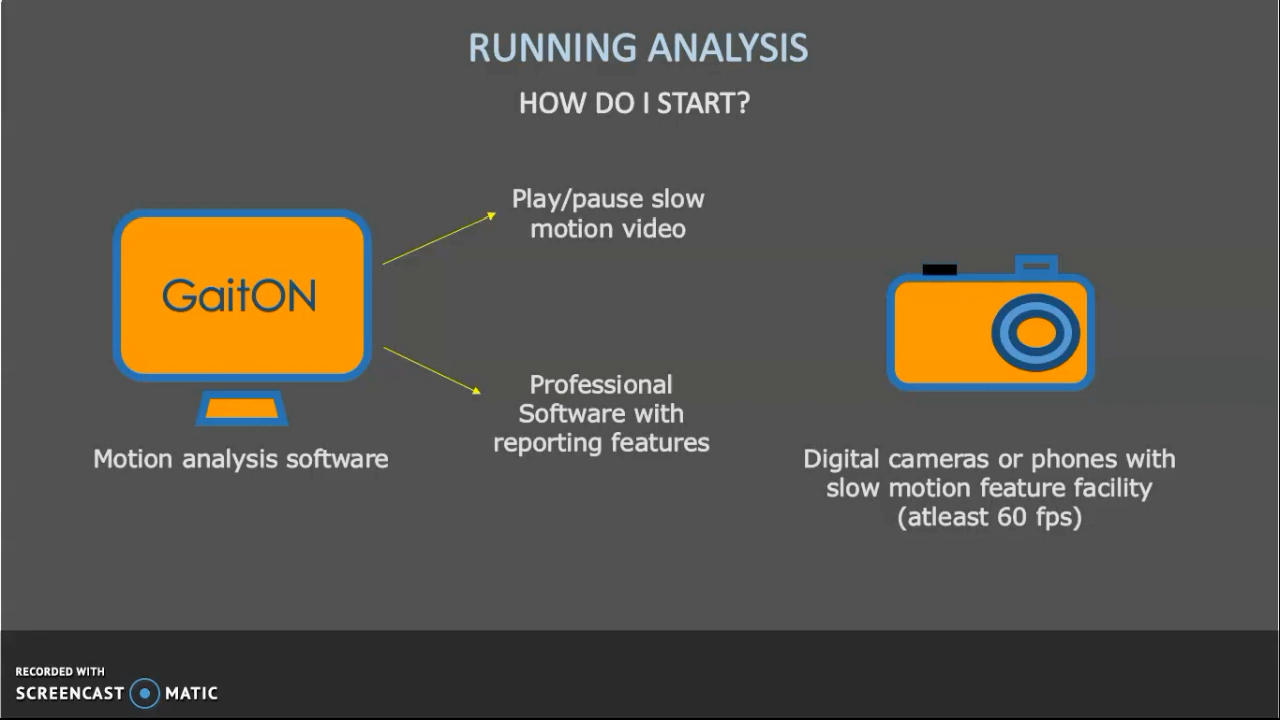 RUNNING ANALYSIS
HOW DO I START?
Play/pause slow
motion video
GaitON
Professional
Software with
reporting features
Motion analysis software
Digital cameras or phones with
slow motion feature facility
(atleast 60 fps)
RECORDED WITH
SCREENCAST MATIC